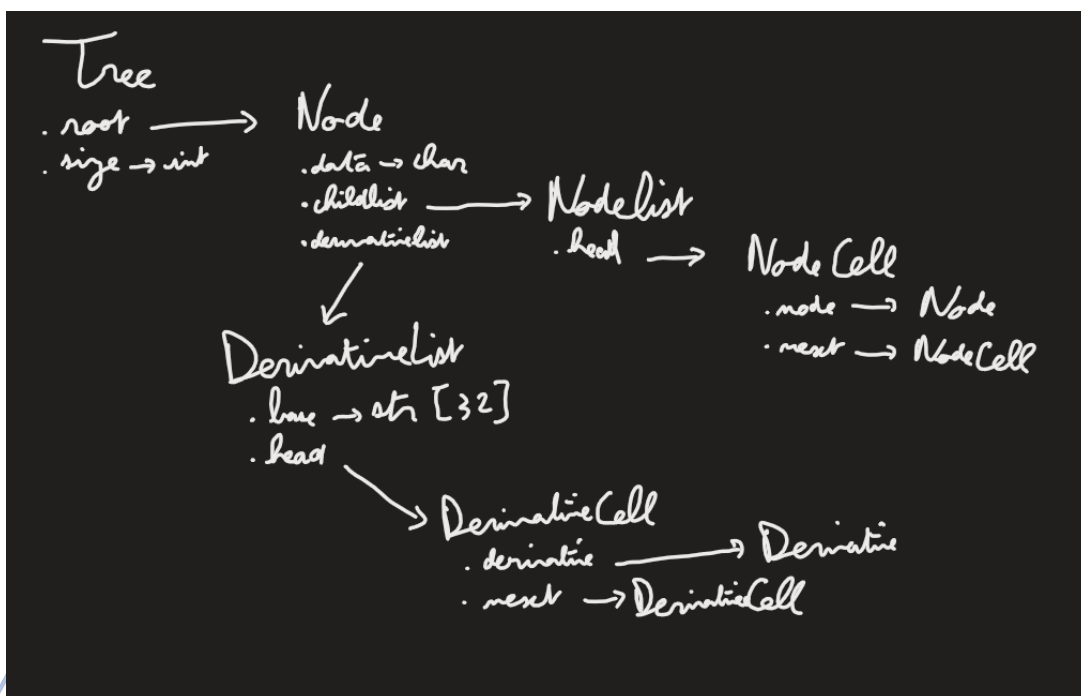 Tree
. root → Node
. size → int
. data → char
. childlist → Nodelist
. derivativelist
. head → NodeCell
. node → Node
. next → NodeCell
DerivativeList
. base → str [32]
. head
DerivativeCell
. derivative → Derivative
. next → DerivativeCell